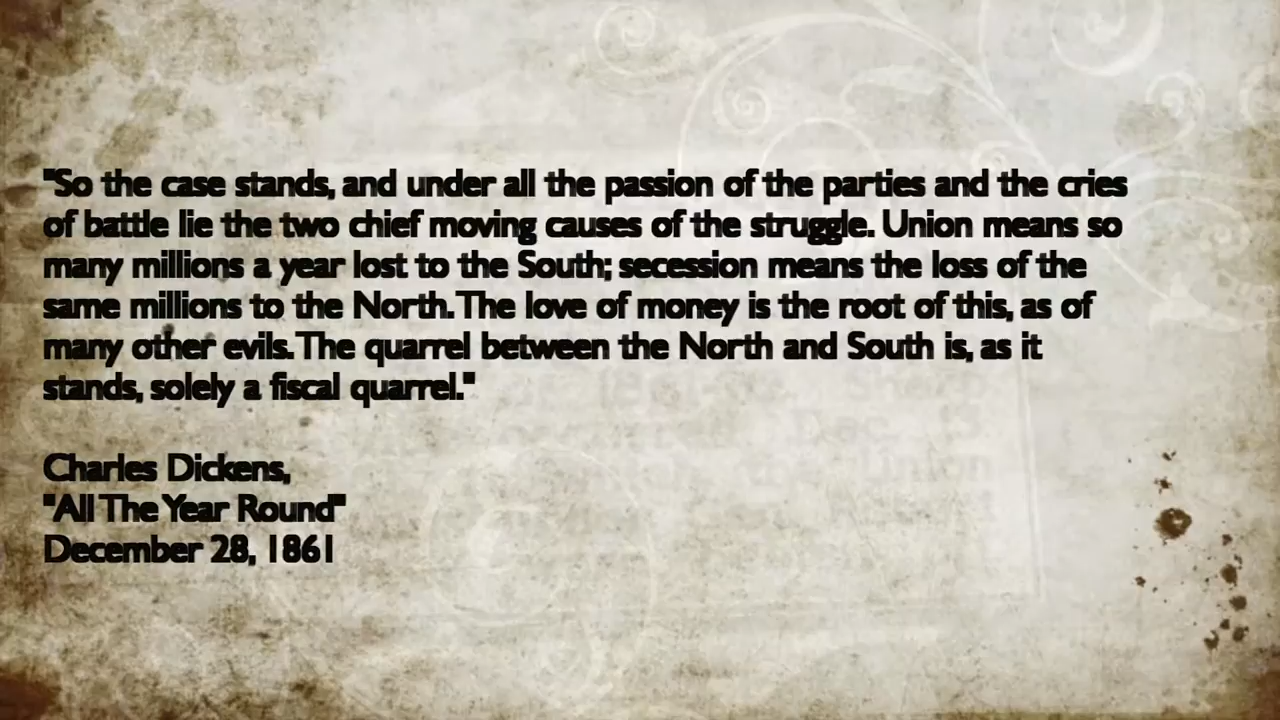 "So the case stands, and under all the passion of the parties and the cries
of battle lie the two chief moving causes of the struggle. Union means so
many millions a year lost to the South; secession means the loss of the
same millions to the North. The love of money is the root of this, as of
many other evils. The quarrel between the North and South is, as it
stands, solely a fiscal quarrel."
Charles Dickens,
"All The Year Round"
December 28, 1861